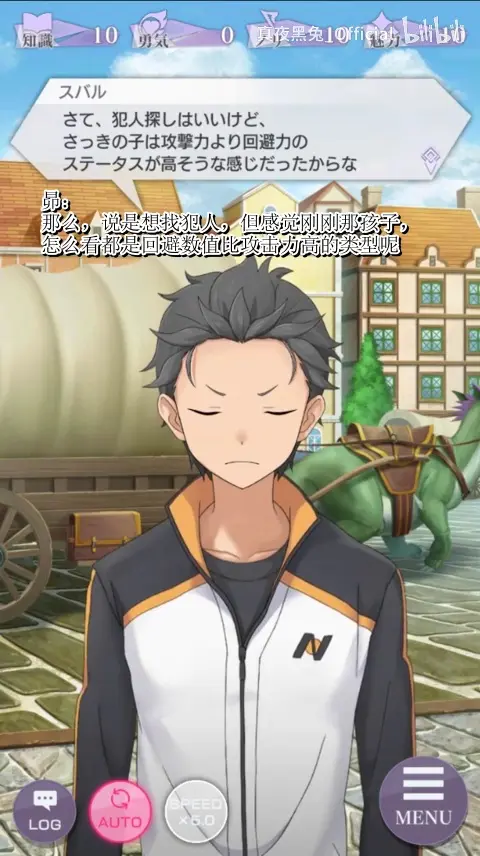 知識 10 勇気 0 10 魅力
真夜黑兔_Official bilibili
スバル
さて、犯人探しはいいけど、
さっきの子は攻撃力より回避力の
ステータスが高そうな感じだったからな
昴：
那么，说是想找犯人，但感觉刚刚那孩子，
怎么看都是回避数值比攻击力高的类型呢
N
LOG
AUTO
SPEED
×6.0
MENU